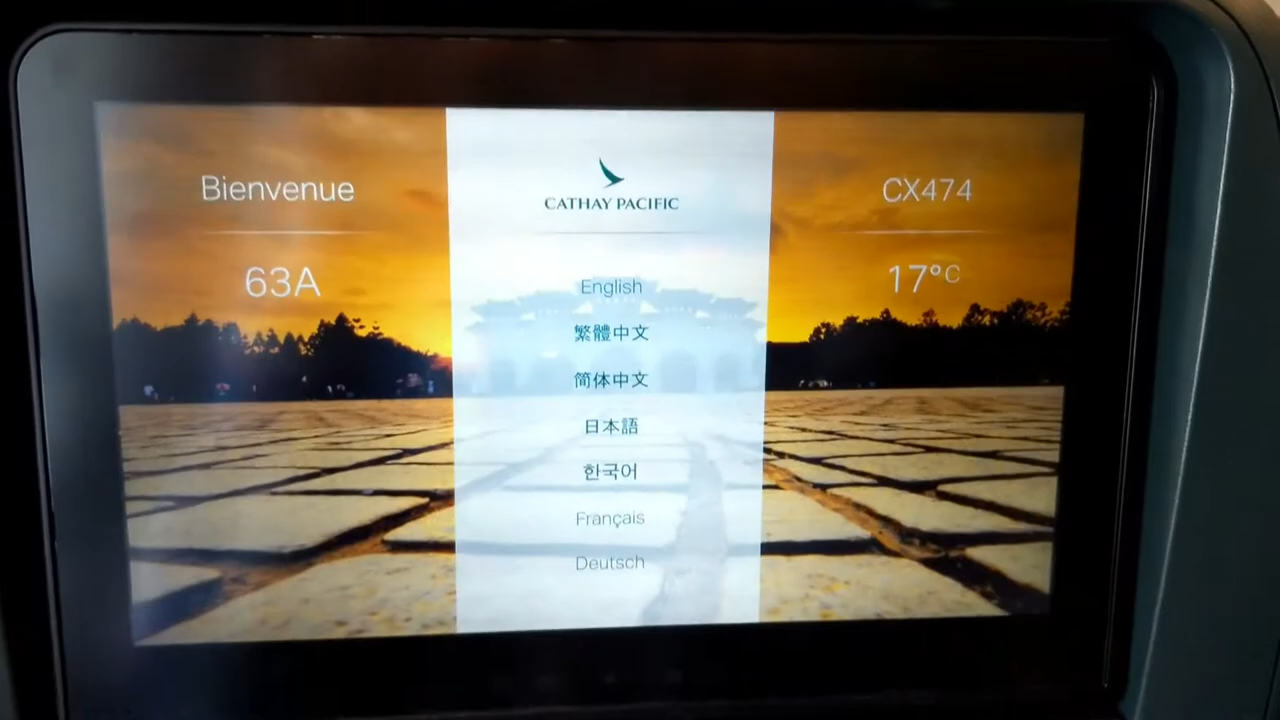 Bienvenue
63A
CATHAY PACIFIC
English
繁體中文
简体中文
日本語
한국어
Français
Deutsch
CX474
17°C